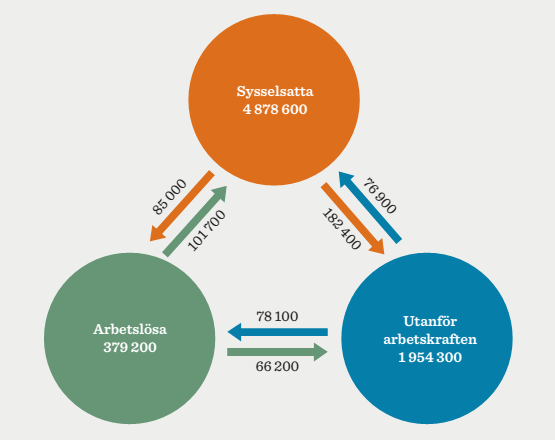 Sysselsatta
4 878 600
85 000
101 700
76 900
182 400
Arbetslösa
379 200
78 100
66 200
Utanför
arbetskraften
1 954 300